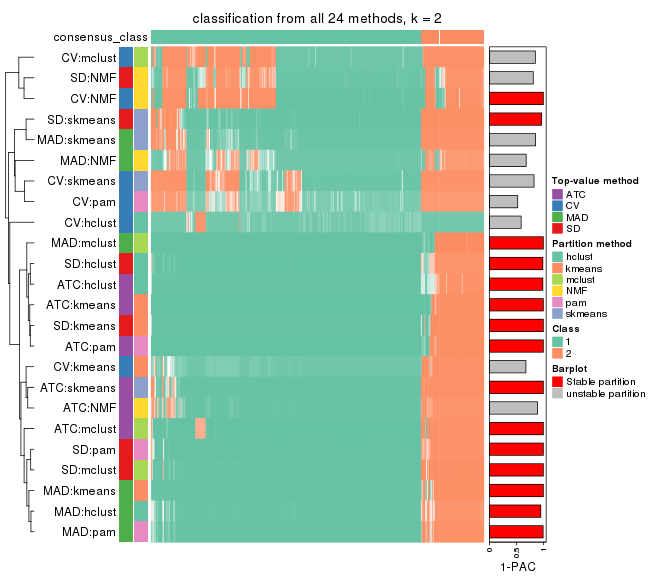 classification from all 24 methods, k = 2
consensus_class
CV:mclust
SD:NMF
CV:NMF
SD:skmeans
MAD:skmeans
MAD:NMF
CV:skmeans
CV:pam
CV:hclust
MAD:mclust
SD:hclust
ATC:hclust
ATC:kmeans
SD:kmeans
ATC:pam
CV:kmeans
ATC:skmeans
ATC:NMF
ATC:mclust
SD:pam
SD:mclust
MAD:kmeans
MAD:hclust
MAD:pam
0
0.5
1
1-PAC
Top-value method
ATC
CV
MAD
SD
Partition method
hclust
kmeans
mclust
NMF
pam
skmeans
Class
1
2
Barplot
Stable partition
unstable partition